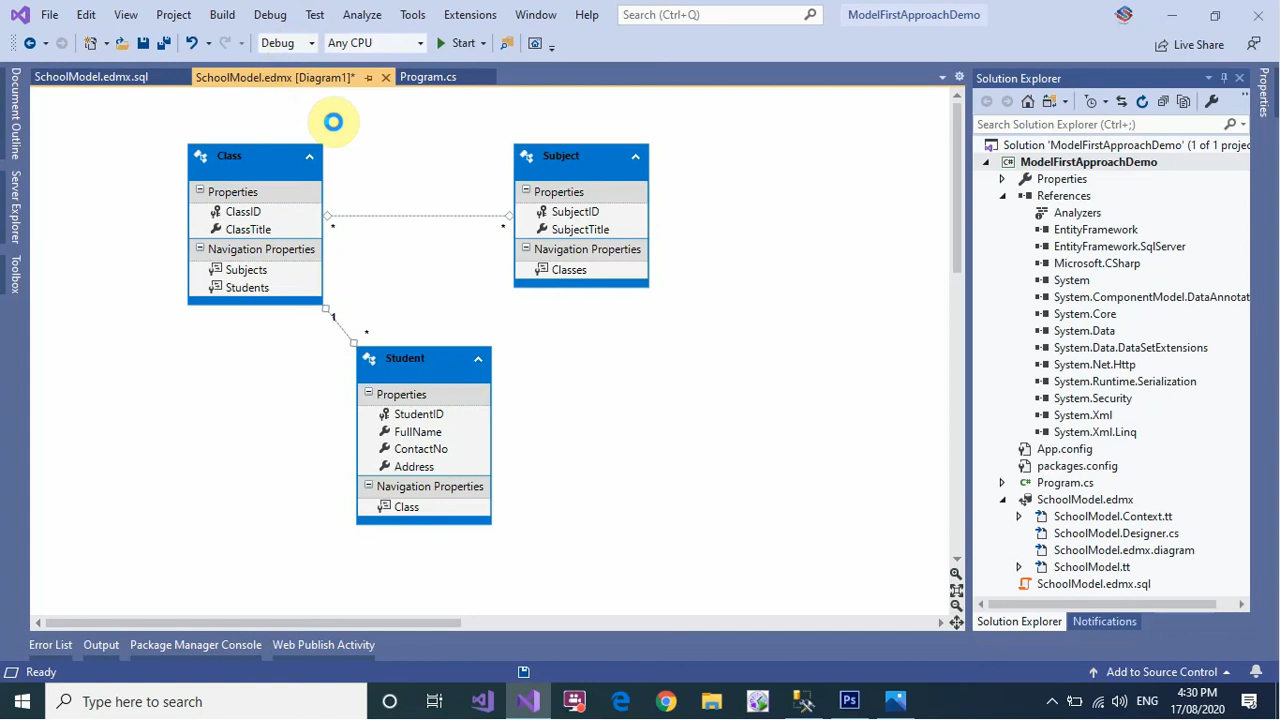 File Edit View Project Build Debug Test Analyze Tools Extensions Window Help Search (Ctrl+Q) ModelFirstApproachDemo
Debug Any CPU Start Live Share
SchoolModel.edmx.sql SchoolModel.edmx [Diagram1]* Program.cs
Document Outline
Server Explorer
Toolbox
Class
Properties
ClassID
ClassTitle
Navigation Properties
Subjects
Students
* *
Subject
Properties
SubjectID
SubjectTitle
Navigation Properties
Classes
1 *
Student
Properties
StudentID
FullName
ContactNo
Address
Navigation Properties
Class
Solution Explorer
Search Solution Explorer (Ctrl+;)
Solution 'ModelFirstApproachDemo' (1 of 1 projec
ModelFirstApproachDemo
Properties
References
Analyzers
EntityFramework
EntityFramework.SqlServer
Microsoft.CSharp
System
System.ComponentModel.DataAnnotat
System.Core
System.Data
System.Data.DataSetExtensions
System.Net.Http
System.Runtime.Serialization
System.Security
System.Xml
System.Xml.Linq
App.config
packages.config
Program.cs
SchoolModel.edmx
SchoolModel.Context.tt
SchoolModel.Designer.cs
SchoolModel.edmx.diagram
SchoolModel.tt
SchoolModel.edmx.sql
Solution Explorer Notifications
Properties
Error List Output Package Manager Console Web Publish Activity
Ready Add to Source Control
Type here to search
ENG
4:30 PM
17/08/2020